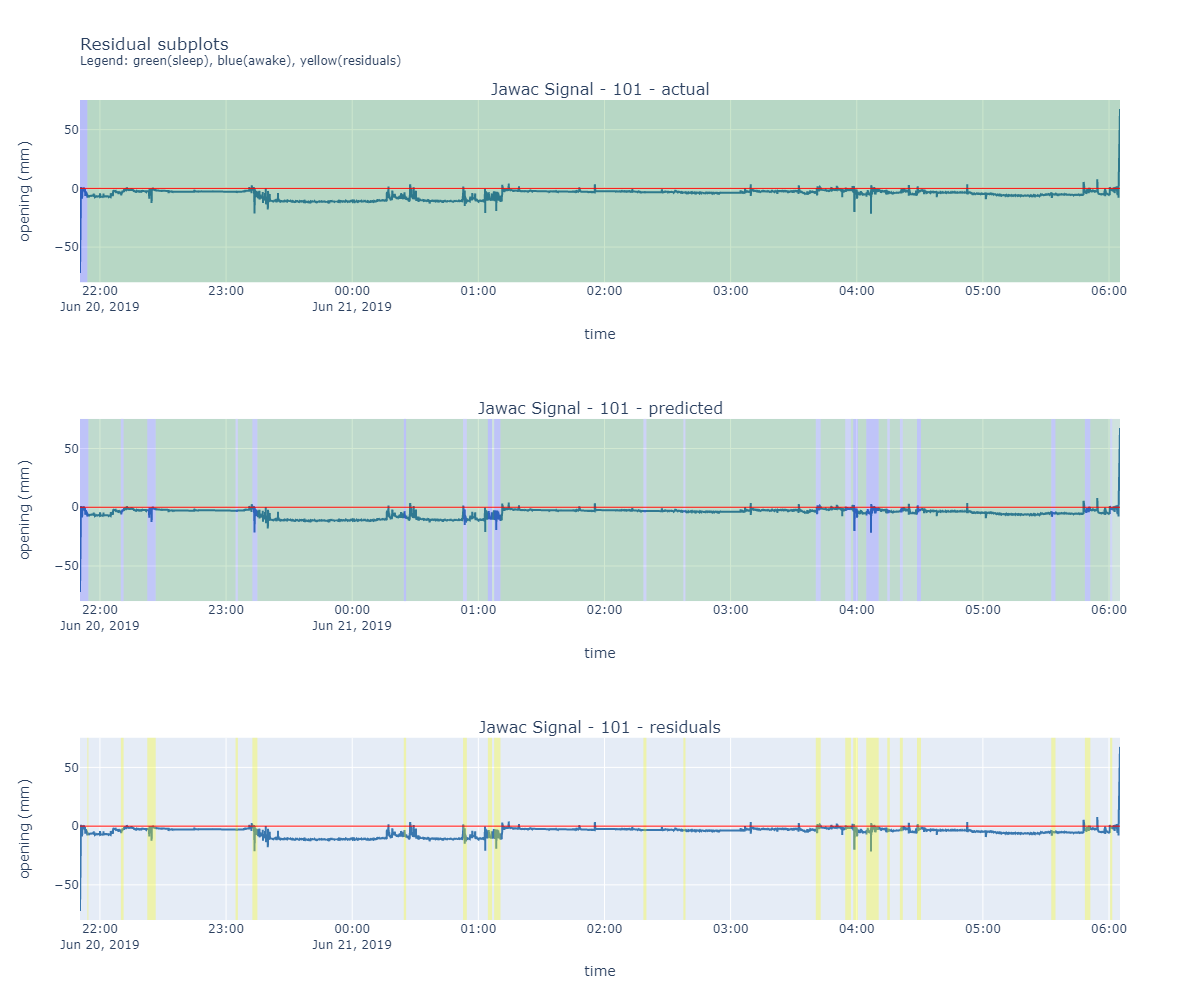 Residual subplots
Legend: green(sleep), blue(awake), yellow(residuals)
Jawac Signal - 101 - actual
opening (mm)
50
0
−50
22:00 23:00 00:00 01:00 02:00 03:00 04:00 05:00 06:00
Jun 20, 2019 Jun 21, 2019
time
Jawac Signal - 101 - predicted
opening (mm)
50
0
−50
22:00 23:00 00:00 01:00 02:00 03:00 04:00 05:00 06:00
Jun 20, 2019 Jun 21, 2019
time
Jawac Signal - 101 - residuals
opening (mm)
50
0
−50
22:00 23:00 00:00 01:00 02:00 03:00 04:00 05:00 06:00
Jun 20, 2019 Jun 21, 2019
time